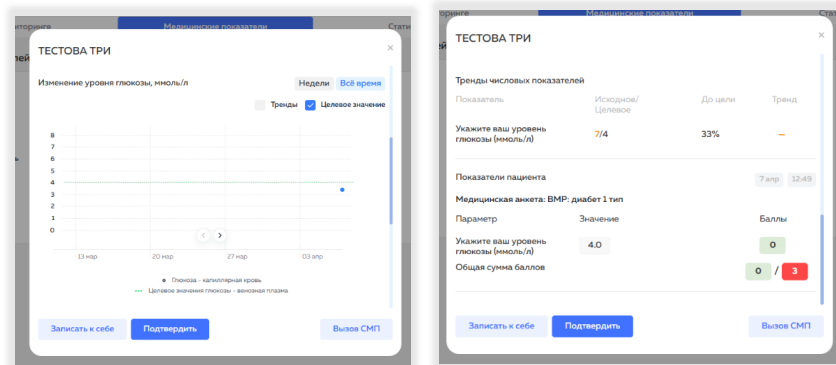 Медицинские показатели
ТЕСТОВА ТРИ
×
Изменение уровня глюкозы, ммоль/л
Недели
Всё время
Тренды
Целевое значение
8
7
6
5
4
3
2
1
0
13 мар
20 мар
27 мар
03 апр
Глюкоза - капиллярная кровь
Целевое значения глюкозы - венозная плазма
Записать к себе
Подтвердить
Вызов СМП
Медицинские показатели
ТЕСТОВА ТРИ
×
Тренды числовых показателей
Показатель
Исходное/
Целевое
До цели
Тренд
Укажите ваш уровень
глюкозы (ммоль/л)
7/4
33%
–
Показатели пациента
7 апр
12:49
Медицинская анкета: ВМР: диабет 1 тип
Параметр
Значение
Баллы
Укажите ваш уровень
глюкозы (ммоль/л)
4.0
0
Общая сумма баллов
0 / 3
Записать к себе
Подтвердить
Вызов СМП